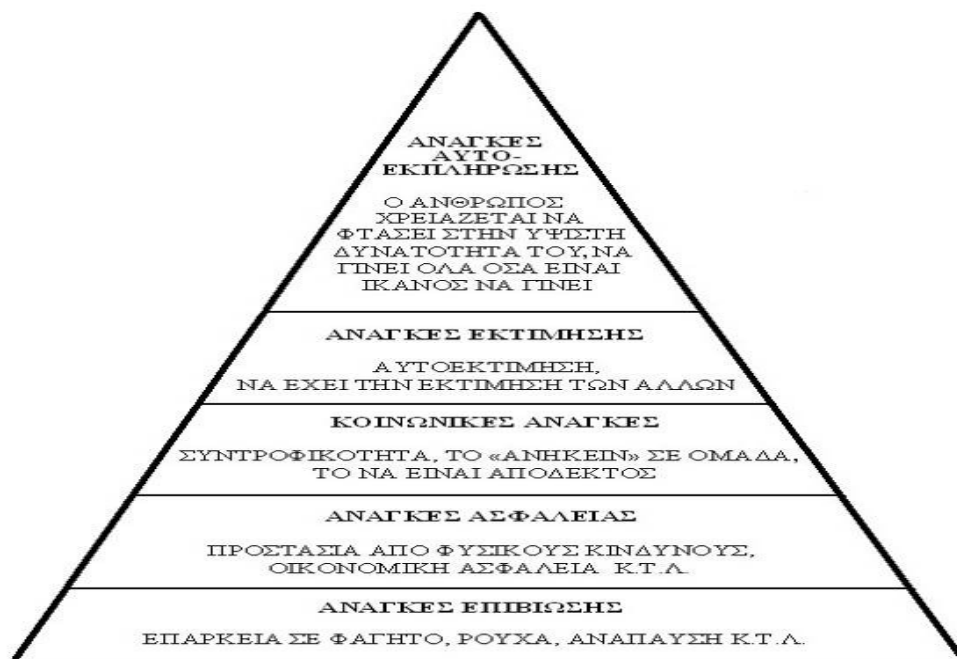 ΑΝΑΓΚΕΣ
ΑΥΤΟ-
ΕΚΠΛΗΡΩΣΗΣ
Ο ΑΝΘΡΩΠΟΣ
ΧΡΕΙΑΖΕΤΑΙ ΝΑ
ΦΤΑΣΕΙ ΣΤΗΝ ΥΨΙΣΤΗ
ΔΥΝΑΤΟΤΗΤΑ ΤΟΥ, ΝΑ
ΓΙΝΕΙ ΟΛΑ ΟΣΑ ΕΙΝΑΙ
ΙΚΑΝΟΣ ΝΑ ΓΙΝΕΙ
ΑΝΑΓΚΕΣ ΕΚΤΙΜΗΣΗΣ
ΑΥΤΟΕΚΤΙΜΗΣΗ,
ΝΑ ΕΧΕΙ ΤΗΝ ΕΚΤΙΜΗΣΗ ΤΩΝ ΑΛΛΩΝ
ΚΟΙΝΩΝΙΚΕΣ ΑΝΑΓΚΕΣ
ΣΥΝΤΡΟΦΙΚΟΤΗΤΑ, ΤΟ «ΑΝΗΚΕΙΝ» ΣΕ ΟΜΑΔΑ,
ΤΟ ΝΑ ΕΙΝΑΙ ΑΠΟΔΕΚΤΟΣ
ΑΝΑΓΚΕΣ ΑΣΦΑΛΕΙΑΣ
ΠΡΟΣΤΑΣΙΑ ΑΠΟ ΦΥΣΙΚΟΥΣ ΚΙΝΔΥΝΟΥΣ,
ΟΙΚΟΝΟΜΙΚΗ ΑΣΦΑΛΕΙΑ Κ.Τ.Λ.
ΑΝΑΓΚΕΣ ΕΠΙΒΙΩΣΗΣ
ΕΠΑΡΚΕΙΑ ΣΕ ΦΑΓΗΤΟ, ΡΟΥΧΑ, ΑΝΑΠΑΥΣΗ Κ.Τ.Λ.